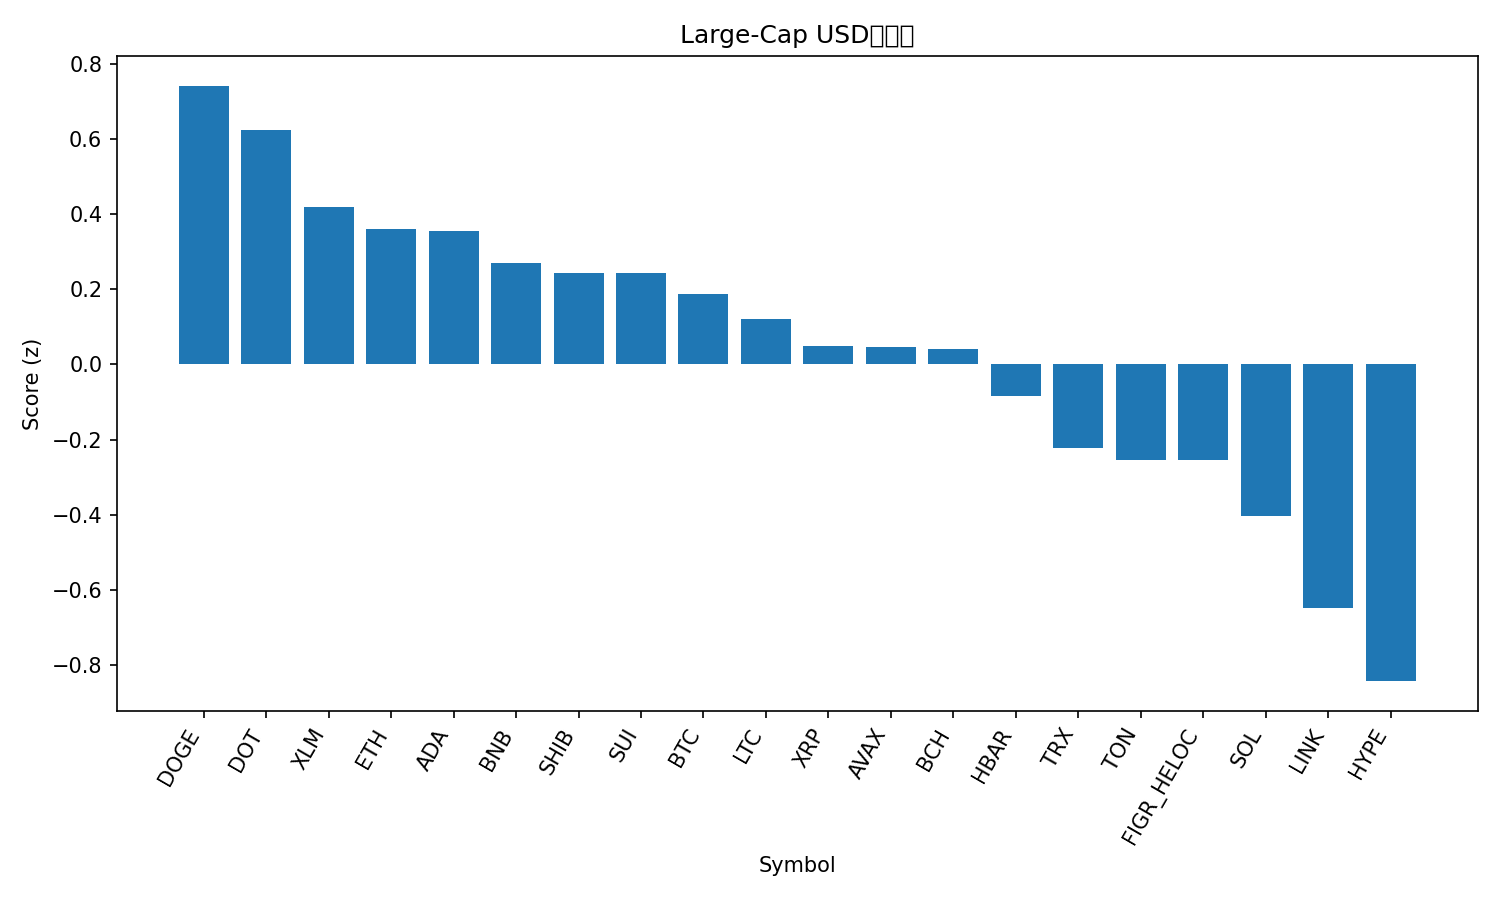 Large-Cap USD
Score (z)
0.8
0.6
0.4
0.2
0.0
−0.2
−0.4
−0.6
−0.8
DOGE
DOT
XLM
ETH
ADA
BNB
SHIB
SUI
BTC
LTC
XRP
AVAX
BCH
HBAR
TRX
TON
FIGR_HELOC
SOL
LINK
HYPE
Symbol